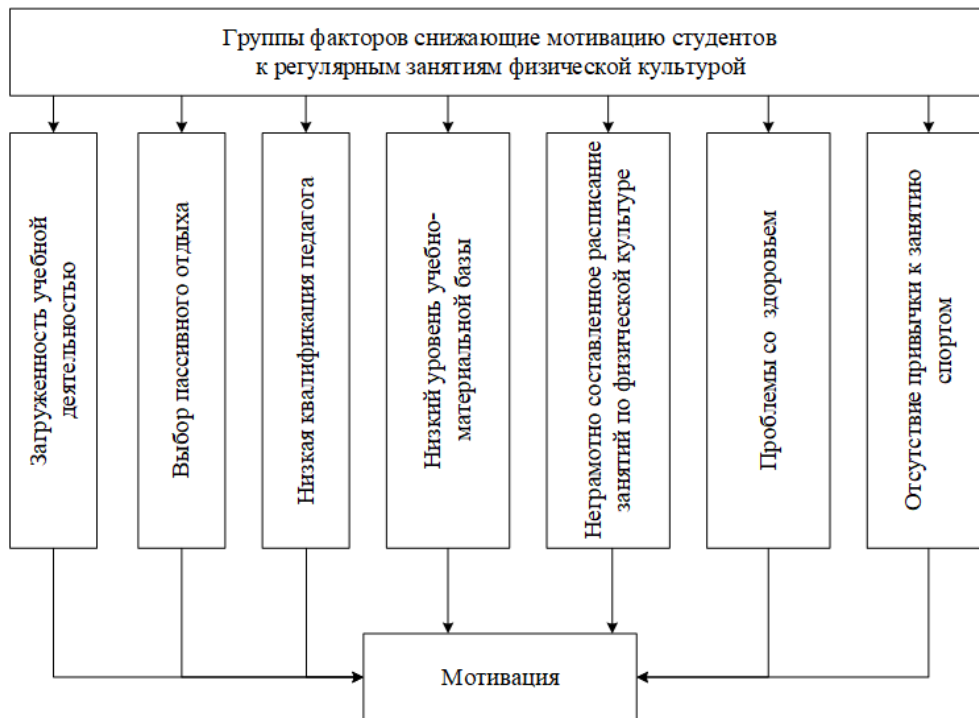 Группы факторов снижающие мотивацию студентов
к регулярным занятиям физической культурой
Загруженность учебной
деятельностью
Выбор пассивного отдыха
Низкая квалификация педагога
Низкий уровень учебно-
материальной базы
Неграмотно составленное расписание
занятий по физической культуре
Проблемы со здоровьем
Отсутствие привычки к занятию
спортом
Мотивация